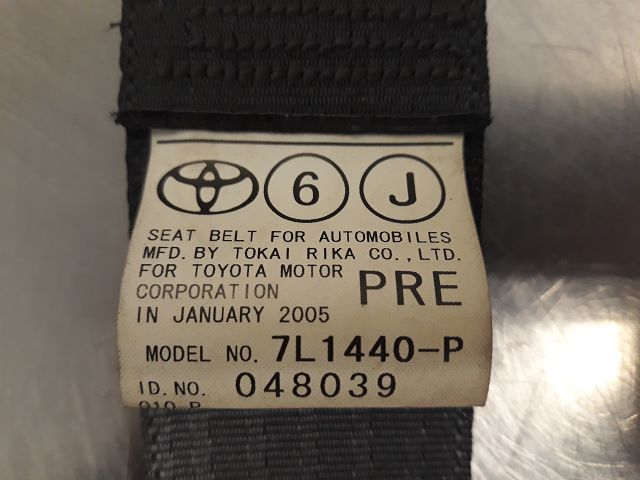 6 J
SEAT BELT FOR AUTOMOBILES
MFD. BY TOKAI RIKA CO., LTD.
FOR TOYOTA MOTOR
CORPORATION PRE
IN JANUARY 2005
MODEL NO. 7L1440-P
ID. NO. 048039